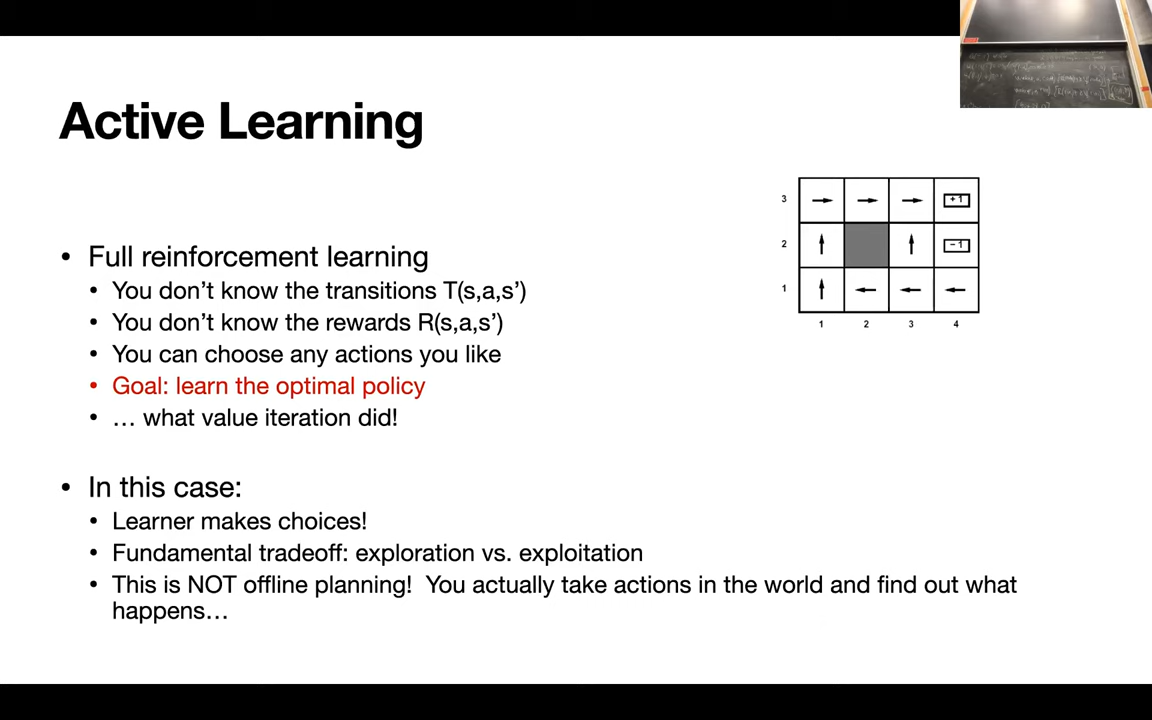 Active Learning
• Full reinforcement learning
• You don’t know the transitions T(s,a,s’)
• You don’t know the rewards R(s,a,s’)
• You can choose any actions you like
• Goal: learn the optimal policy
• … what value iteration did!
• In this case:
• Learner makes choices!
• Fundamental tradeoff: exploration vs. exploitation
• This is NOT offline planning!  You actually take actions in the world and find out what
happens…
3 +1
2 −1
1
1 2 3 4